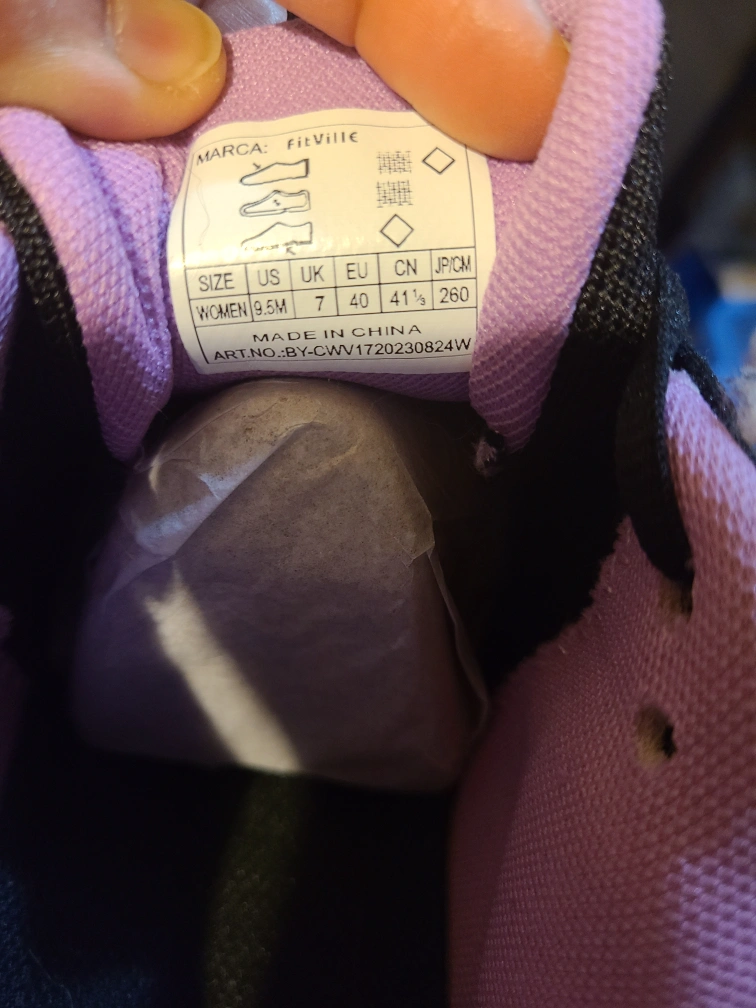 MARCA: FitVille
SIZE US UK EU CN JP/CM
WOMEN 9.5M 7 40 41⅓ 260
MADE IN CHINA
ART.NO.:BY-CWV1720230824W